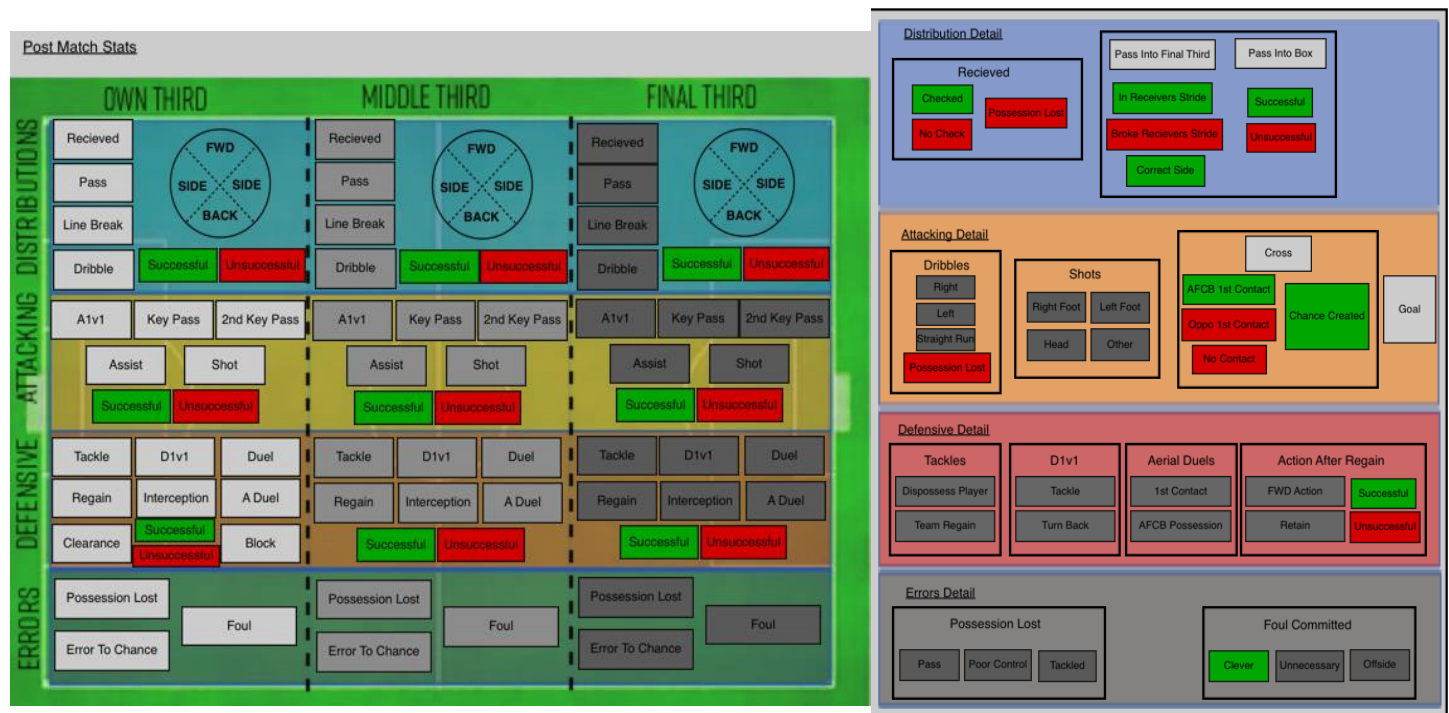 Post Match Stats
OWN THIRD
MIDDLE THIRD
FINAL THIRD
DISTRIBUTIONS
Recieved
Pass
Line Break
Dribble
FWD
SIDE SIDE
BACK
Successful Unsuccessful
Recieved
Pass
Line Break
Dribble
FWD
SIDE SIDE
BACK
Successful Unsuccessful
Recieved
Pass
Line Break
Dribble
FWD
SIDE SIDE
BACK
Successful Unsuccessful
ATTACKING
A1v1 Key Pass 2nd Key Pass
Assist Shot
Successful Unsuccessful
A1v1 Key Pass 2nd Key Pass
Assist Shot
Successful Unsuccessful
A1v1 Key Pass 2nd Key Pass
Assist Shot
Successful Unsuccessful
DEFENSIVE
Tackle D1v1 Duel
Regain Interception A Duel
Clearance Successful Block
Unsuccessful
Tackle D1v1 Duel
Regain Interception A Duel
Successful Unsuccessful
Tackle D1v1 Duel
Regain Interception A Duel
Successful Unsuccessful
ERRORS
Possession Lost
Foul
Error To Chance
Possession Lost
Foul
Error To Chance
Possession Lost
Foul
Error To Chance
Distribution Detail
Recieved
Checked
Possession Lost
No Check
Pass Into Final Third
In Receivers Stride
Broke Recievers Stride
Correct Side
Pass Into Box
Successful
Unsuccessful
Attacking Detail
Dribbles
Right
Left
Straight Run
Possession Lost
Shots
Right Foot Left Foot
Head Other
Cross
AFCB 1st Contact
Oppo 1st Contact
No Contact
Chance Created
Goal
Defensive Detail
Tackles
Dispossess Player
Team Regain
D1v1
Tackle
Turn Back
Aerial Duels
1st Contact
AFCB Possession
Action After Regain
FWD Action Successful
Retain Unsuccessful
Errors Detail
Possession Lost
Pass Poor Control Tackled
Foul Committed
Clever Unnecessary Offside